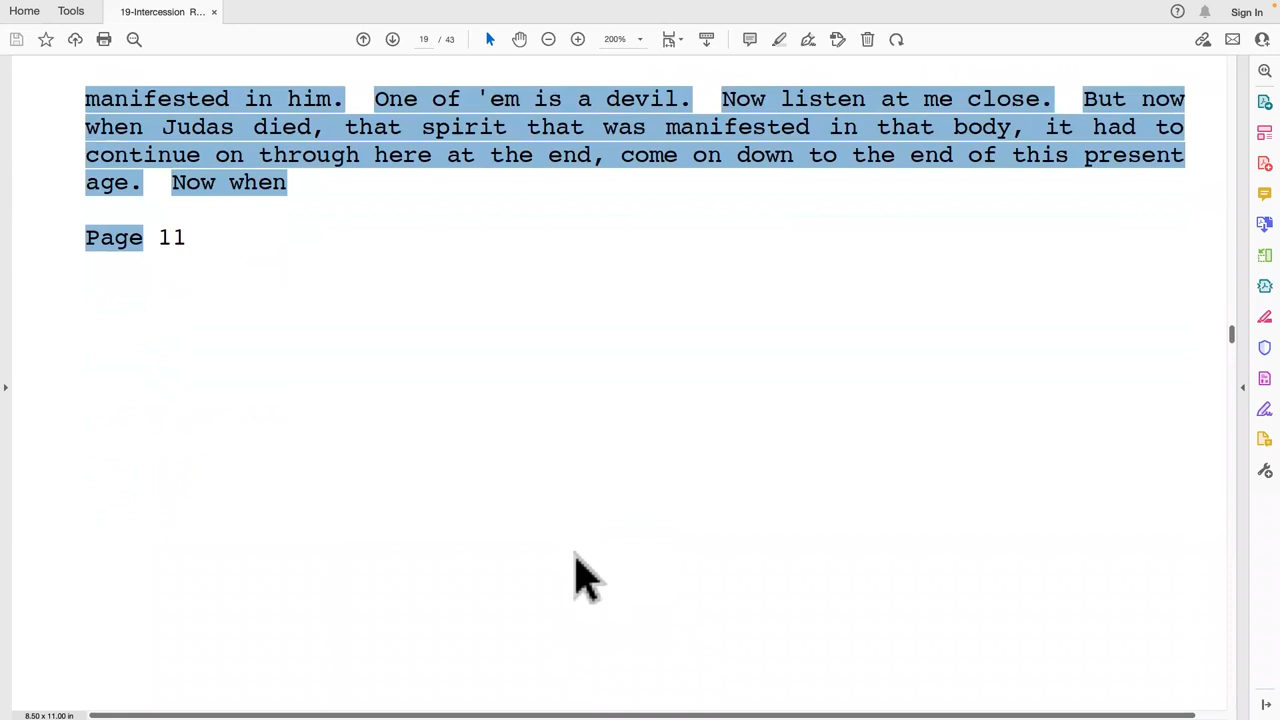 Home Tools 19-Intercession R... × Sign In
19 / 43 200%
manifested in him. One of 'em is a devil. Now listen at me close. But now
when Judas died, that spirit that was manifested in that body, it had to
continue on through here at the end, come on down to the end of this present
age. Now when
Page 11
8.50 x 11.00 in